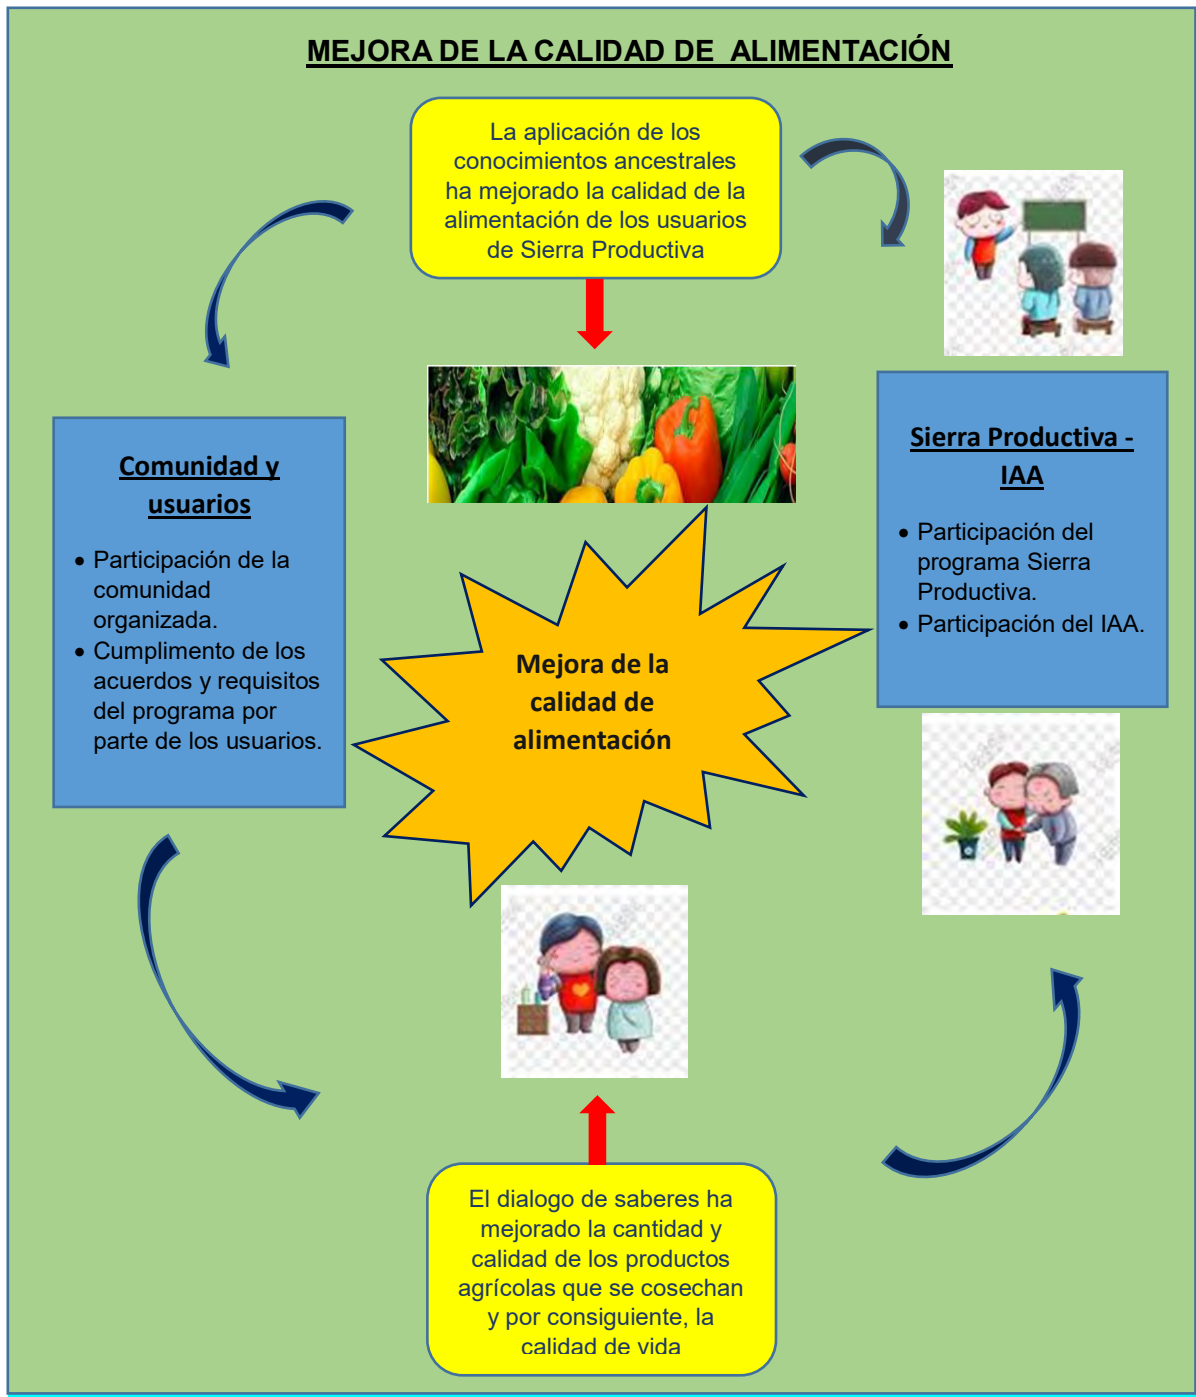 MEJORA DE LA CALIDAD DE ALIMENTACIÓN
La aplicación de los
conocimientos ancestrales
ha mejorado la calidad de la
alimentación de los usuarios
de Sierra Productiva
Comunidad y
usuarios
• Participación de la
comunidad
organizada.
• Cumplimento de los
acuerdos y requisitos
del programa por
parte de los usuarios.
Sierra Productiva -
IAA
• Participación del
programa Sierra
Productiva.
• Participación del IAA.
Mejora de la
calidad de
alimentación
El dialogo de saberes ha
mejorado la cantidad y
calidad de los productos
agrícolas que se cosechan
y por consiguiente, la
calidad de vida